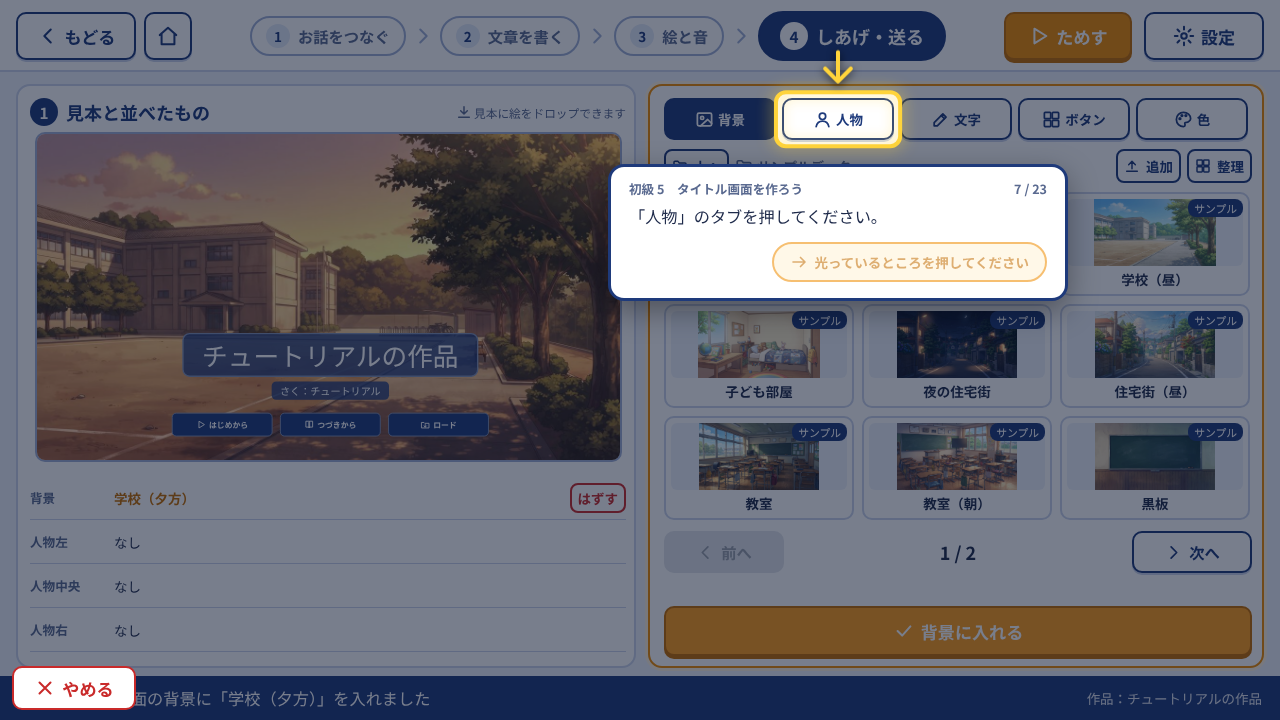 もどる
1 お話をつなぐ
2 文章を書く
3 絵と音
4 しあげ・送る
ためす
設定
1 見本と並べたもの
見本に絵をドロップできます
チュートリアルの作品
さく：チュートリアル
はじめから
つづきから
ロード
背景 学校（夕方）
はずす
人物左 なし
人物中央 なし
人物右 なし
背景
人物
文字
ボタン
色
追加
整理
初級 5 タイトル画面を作ろう 7 / 23
「人物」のタブを押してください。
光っているところを押してください
サンプル
学校（昼）
サンプル
子ども部屋
サンプル
夜の住宅街
サンプル
住宅街（昼）
サンプル
教室
サンプル
教室（朝）
サンプル
黒板
前へ
1 / 2
次へ
背景に入れる
やめる
面の背景に「学校（夕方）」を入れました
作品：チュートリアルの作品